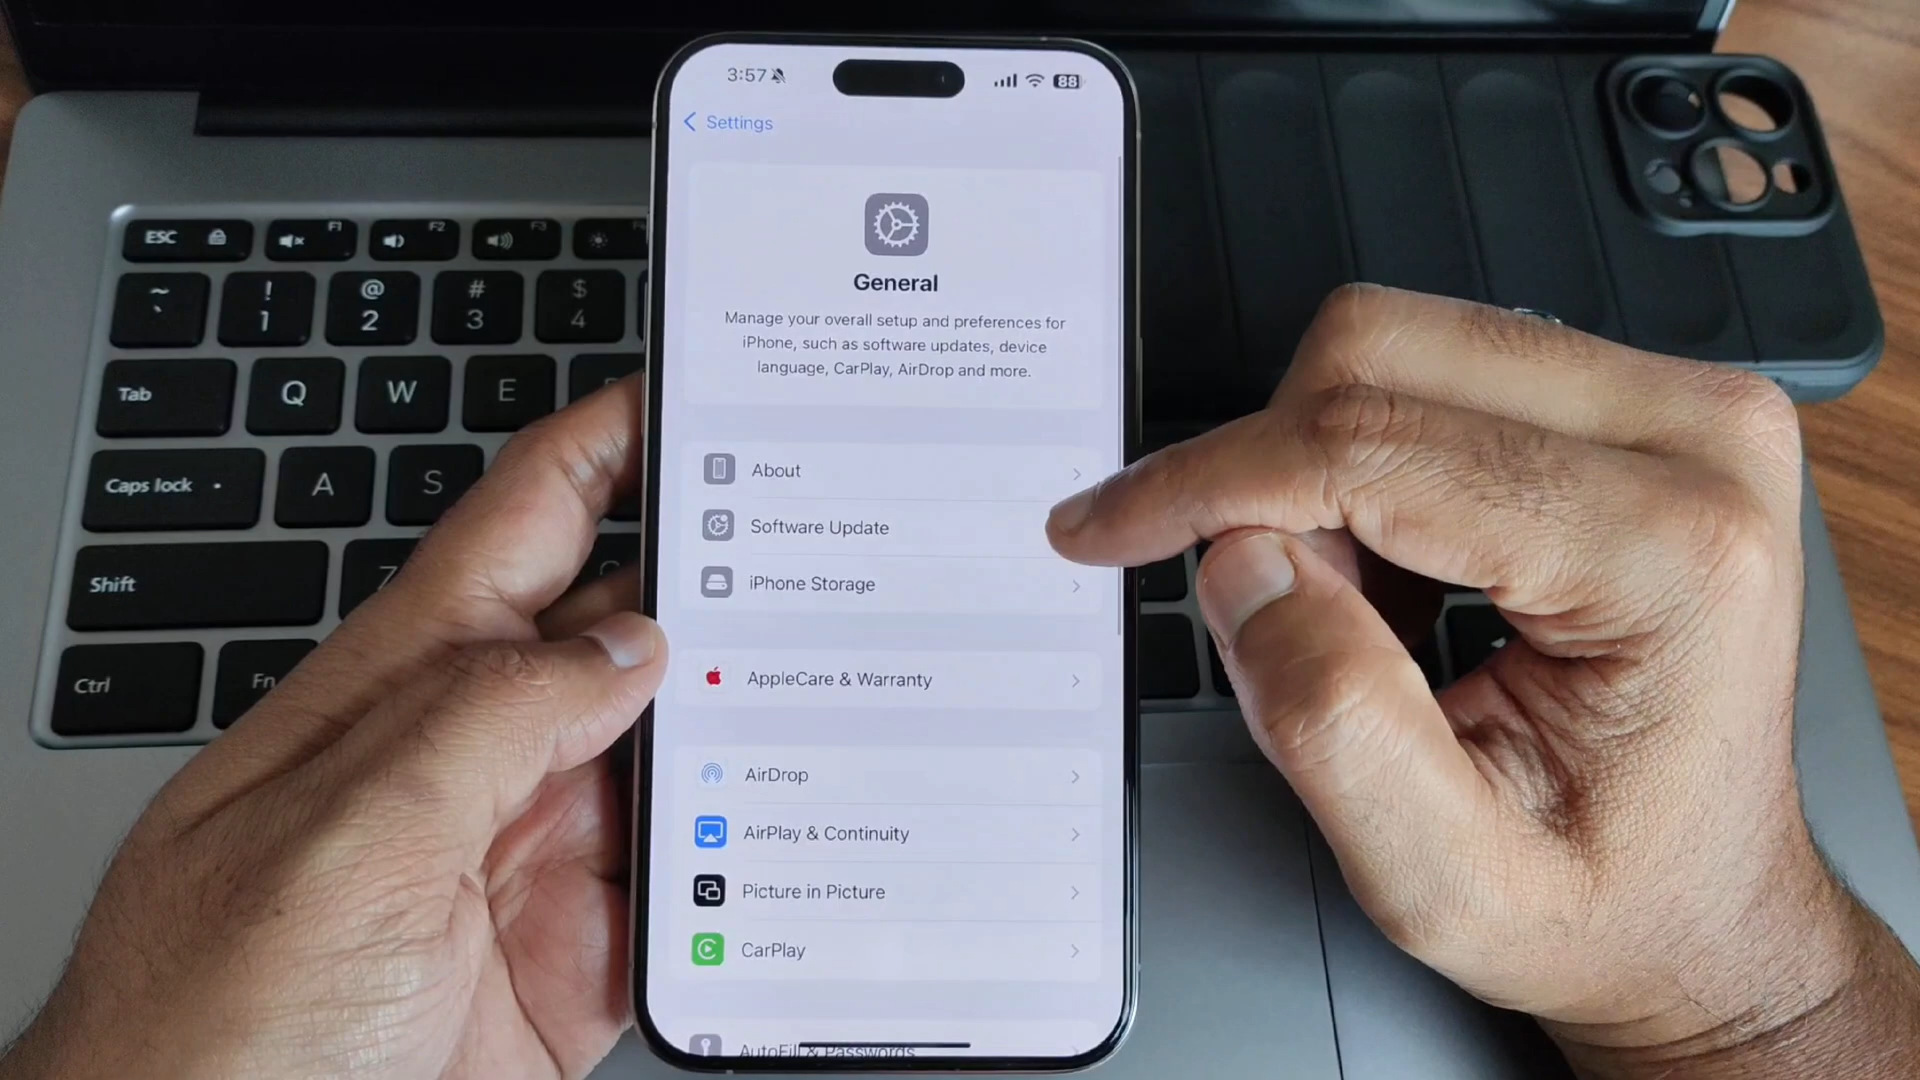 3:57
88
Settings
General
Manage your overall setup and preferences for
iPhone, such as software updates, device
language, CarPlay, AirDrop and more.
About
Software Update
iPhone Storage
AppleCare & Warranty
AirDrop
AirPlay & Continuity
Picture in Picture
CarPlay
AutoFill & Passwords
ESC F1 F2 F3 F4
~ ! @ # $
` 1 2 3 4
Tab Q W E
Caps lock A S
Shift Z
Ctrl Fn